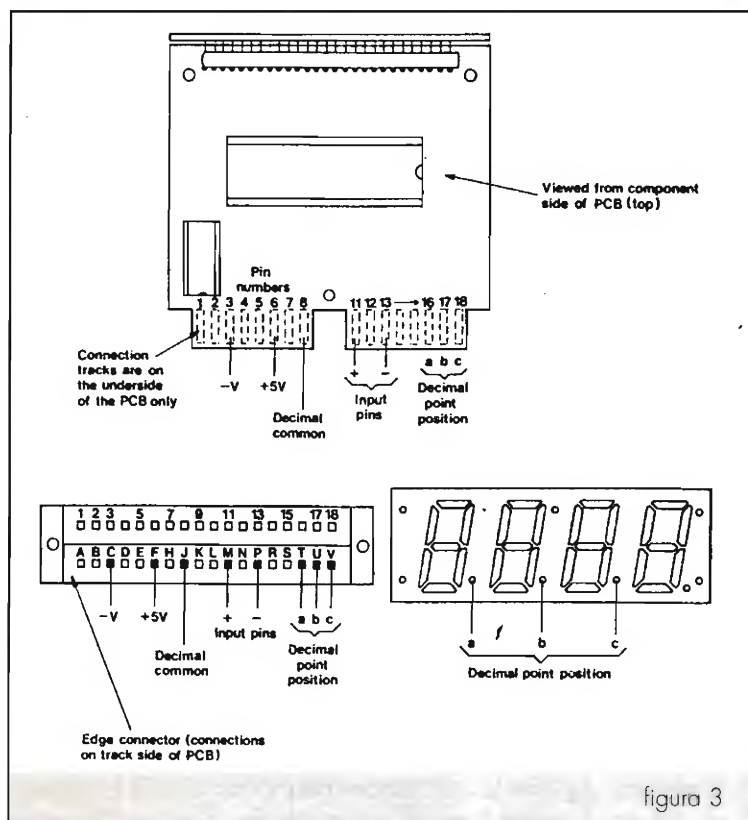 Viewed from component
side of PCB (top)
Pin
numbers
1 2 3 4 5 6 7 8
11 12 13 → 16 17 18
Connection
tracks are on
the underside
of the PCB only
-V +5V
Decimal
common
+ -
Input
pins
a b c
Decimal
point
position
1 2 3 5 7 9 11 13 15 17 18
A B C D E F H J K L M N P R S T U V
-V +5V
Decimal
common
+ -
Input pins
a b c
Decimal
point
position
a b c
Decimal point position
Edge connector (connections
on track side of PCB)
figura 3